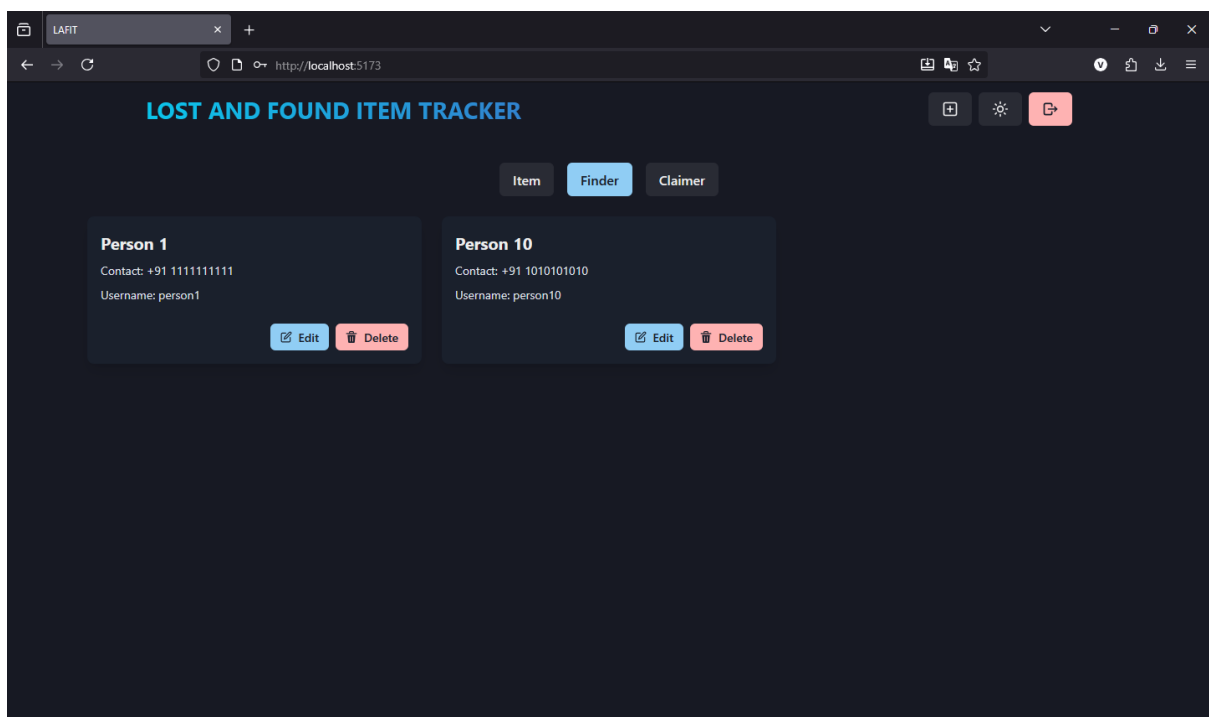 LAFIT
http://localhost:5173
V
LOST AND FOUND ITEM TRACKER
Item Finder Claimer
Person 1
Contact: +91 1111111111
Username: person1
Edit Delete
Person 10
Contact: +91 1010101010
Username: person10
Edit Delete